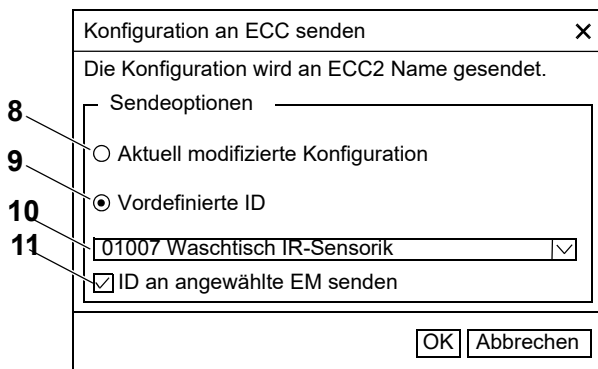 Konfiguration an ECC senden
Die Konfiguration wird an ECC2 Name gesendet.
Sendeoptionen
8
Aktuell modifizierte Konfiguration
9
Vordefinierte ID
10
01007 Waschtisch IR-Sensorik
11
ID an angewählte EM senden
OK Abbrechen